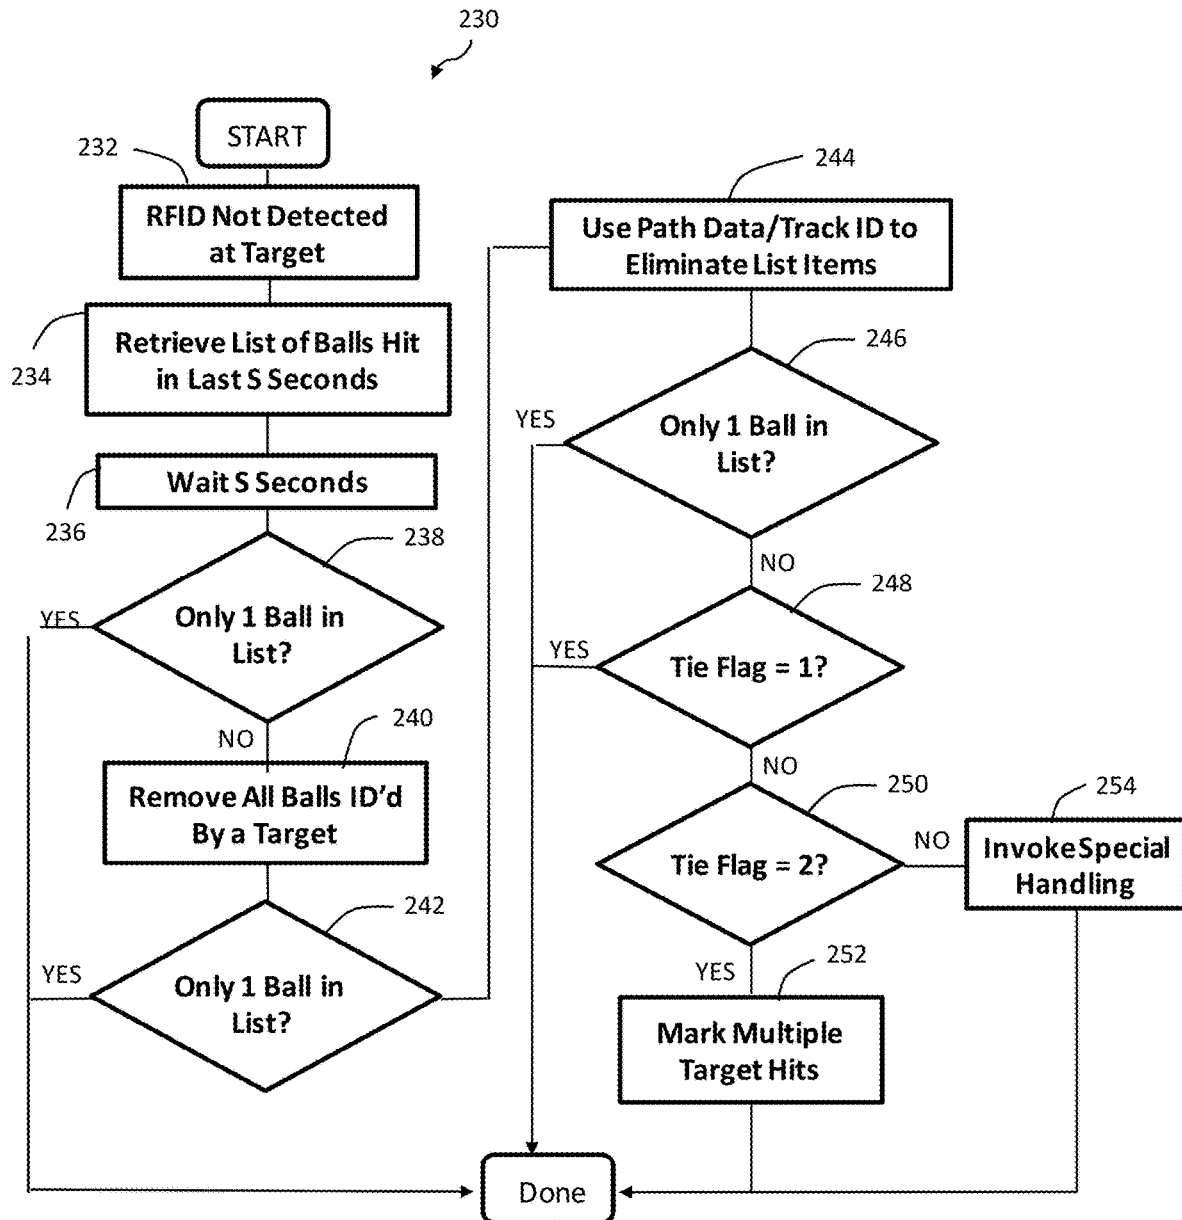 230
START
232
RFID Not Detected
at Target
234
Retrieve List of Balls Hit
in Last S Seconds
236
Wait S Seconds
238
Only 1 Ball in
List?
YES
NO
240
Remove All Balls ID'd
By a Target
242
Only 1 Ball in
List?
YES
244
Use Path Data/Track ID to
Eliminate List Items
246
Only 1 Ball in
List?
YES
NO
248
Tie Flag = 1?
YES
NO
250
Tie Flag = 2?
NO
254
Invoke Special
Handling
YES
252
Mark Multiple
Target Hits
Done